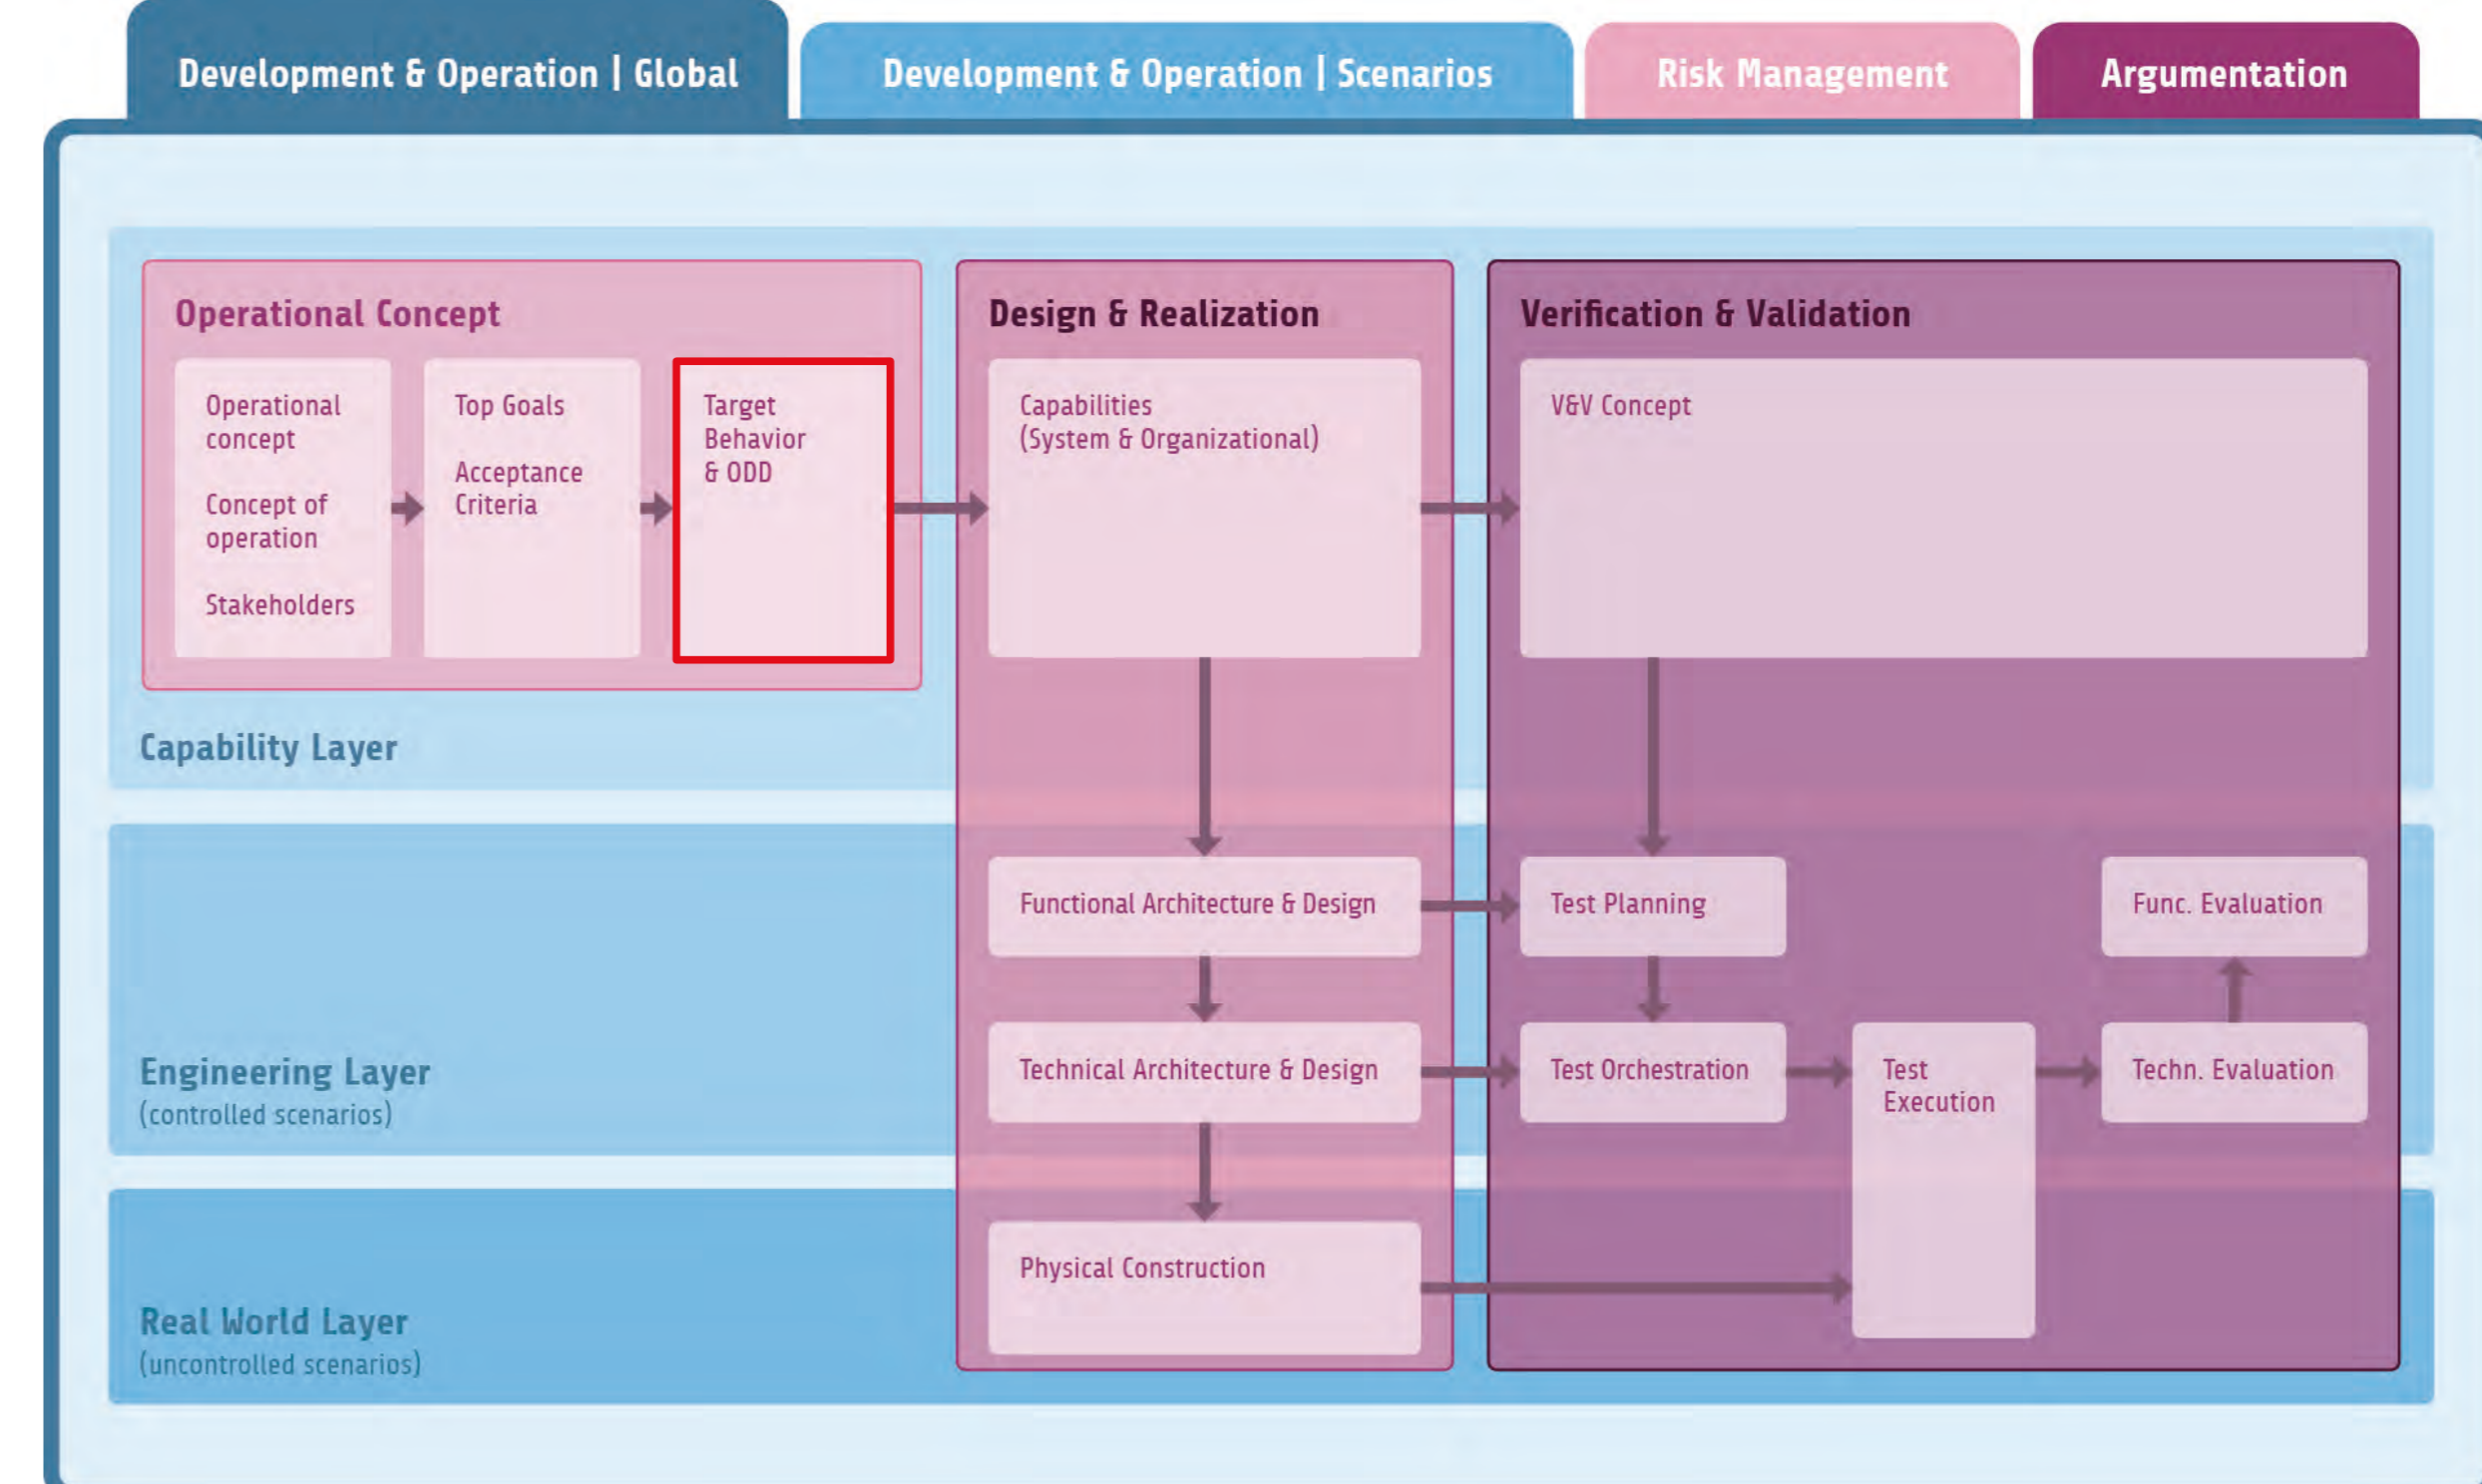 Development & Operation | Global
Development & Operation | Scenarios
Risk Management
Argumentation
Operational Concept
Operational
concept
Concept of
operation
Stakeholders
Top Goals
Acceptance
Criteria
Target
Behavior
& ODD
Capability Layer
Design & Realization
Capabilities
(System & Organizational)
Verification & Validation
V&V Concept
Engineering Layer
(controlled scenarios)
Functional Architecture & Design
Test Planning
Func. Evaluation
Technical Architecture & Design
Test Orchestration
Test
Execution
Techn. Evaluation
Real World Layer
(uncontrolled scenarios)
Physical Construction